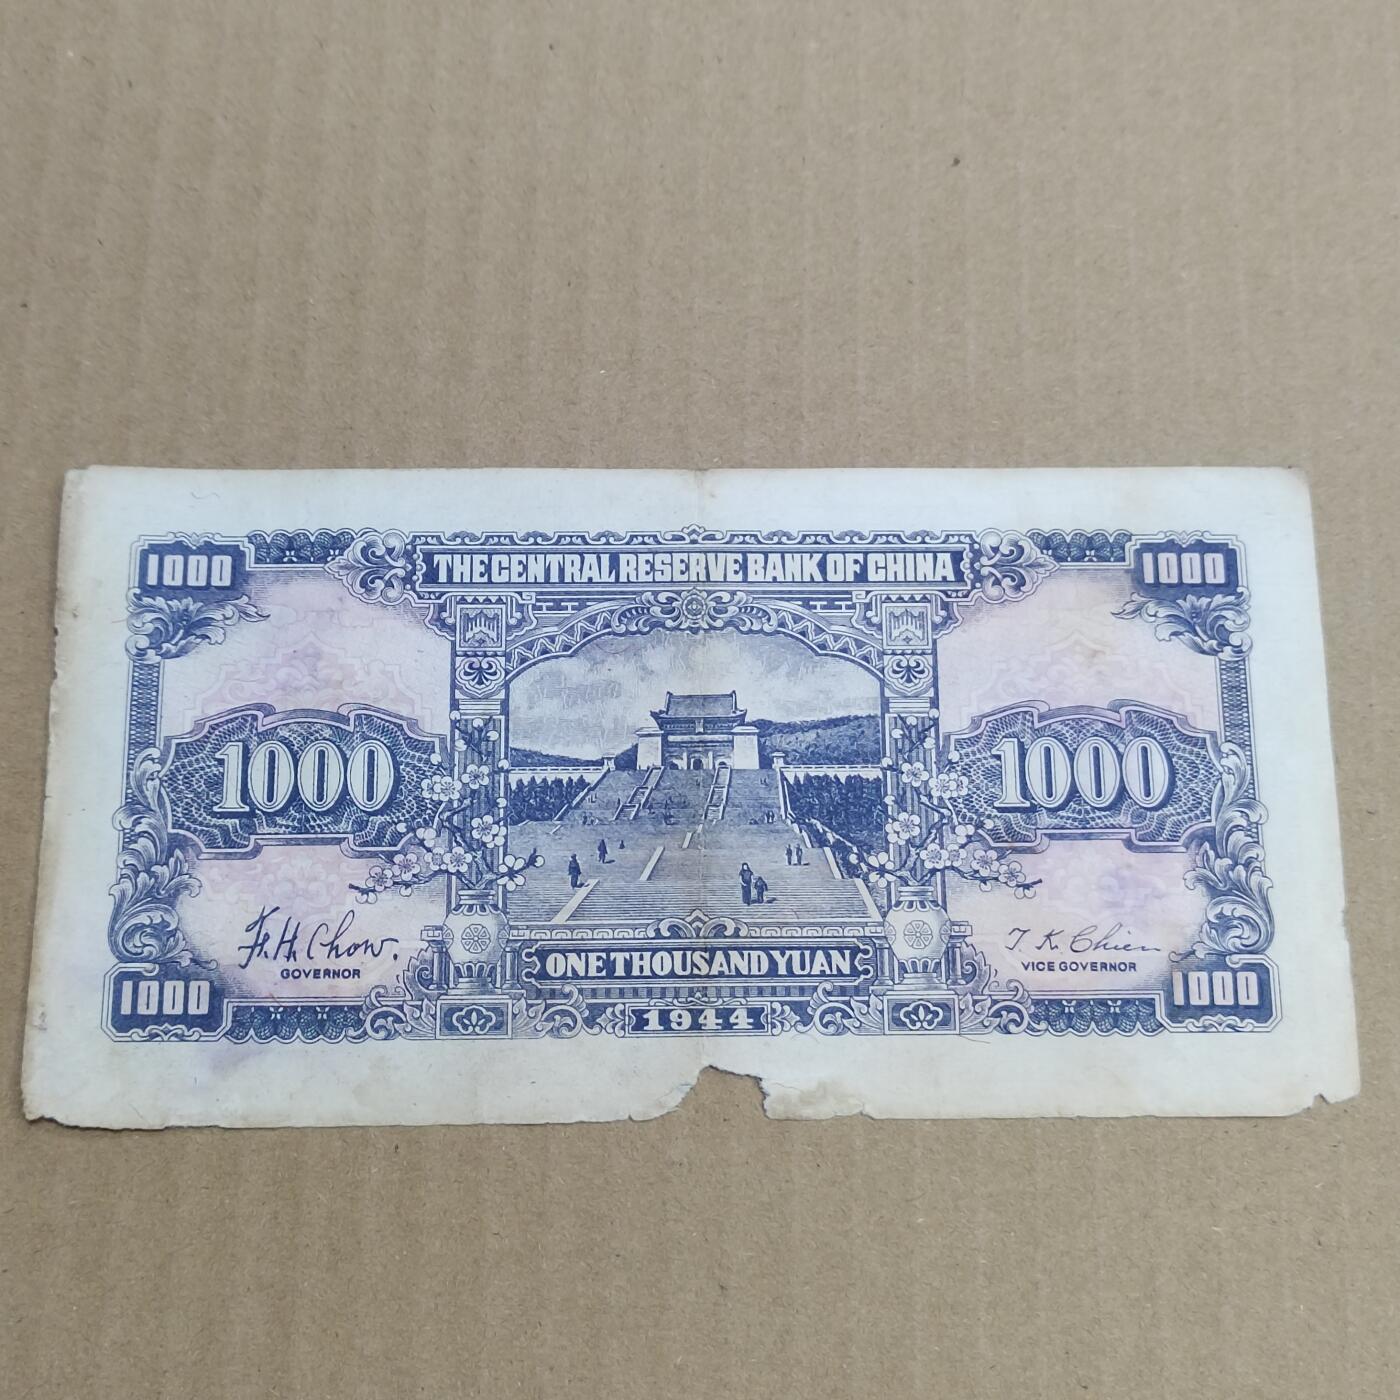 1000
THE CENTRAL RESERVE BANK OF CHINA
1000
1000
1000
F. H. Chow.
GOVERNOR
T. K. Chien
VICE GOVERNOR
1000
ONE THOUSAND YUAN
1000
1944